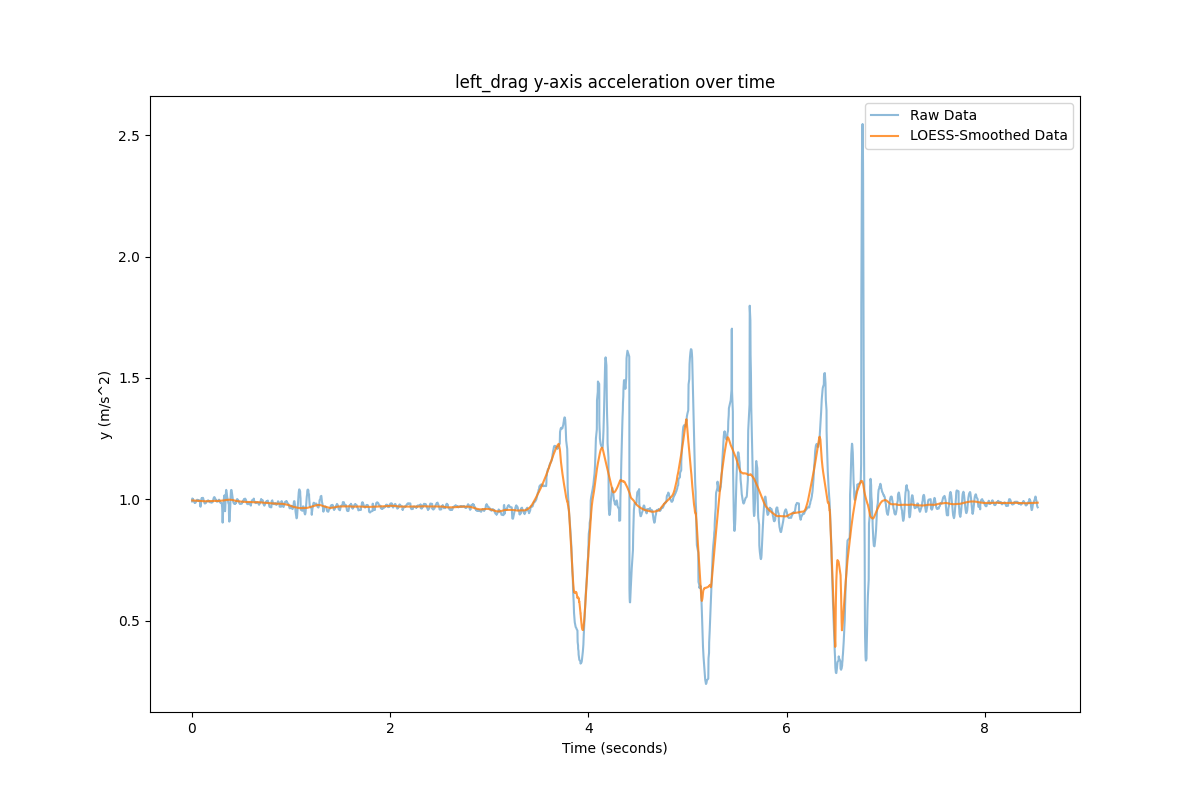 left_drag y-axis acceleration over time
Raw Data
LOESS-Smoothed Data
y (m/s^2)
2.5
2.0
1.5
1.0
0.5
0 2 4 6 8
Time (seconds)